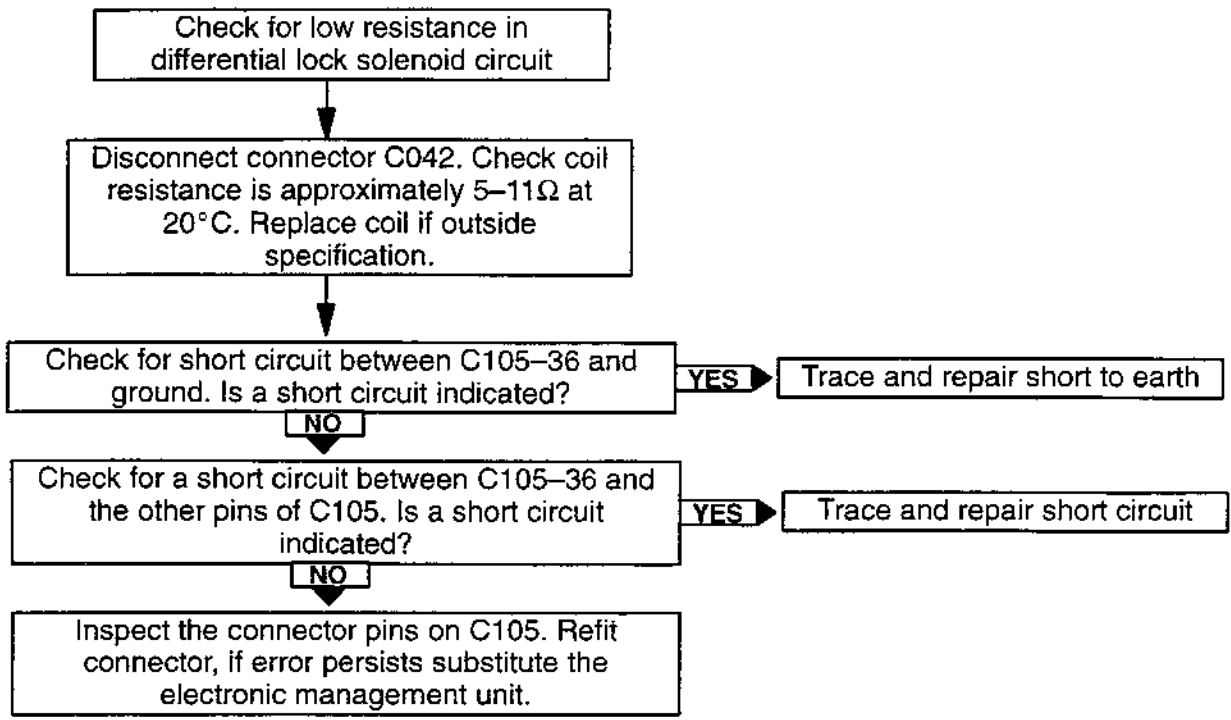 Check for low resistance in
differential lock solenoid circuit
Disconnect connector C042. Check coil
resistance is approximately 5–11Ω at
20°C. Replace coil if outside
specification.
Check for short circuit between C105–36 and
ground. Is a short circuit indicated?
YES
Trace and repair short to earth
NO
Check for a short circuit between C105–36 and
the other pins of C105. Is a short circuit
indicated?
YES
Trace and repair short circuit
NO
Inspect the connector pins on C105. Refit
connector, if error persists substitute the
electronic management unit.